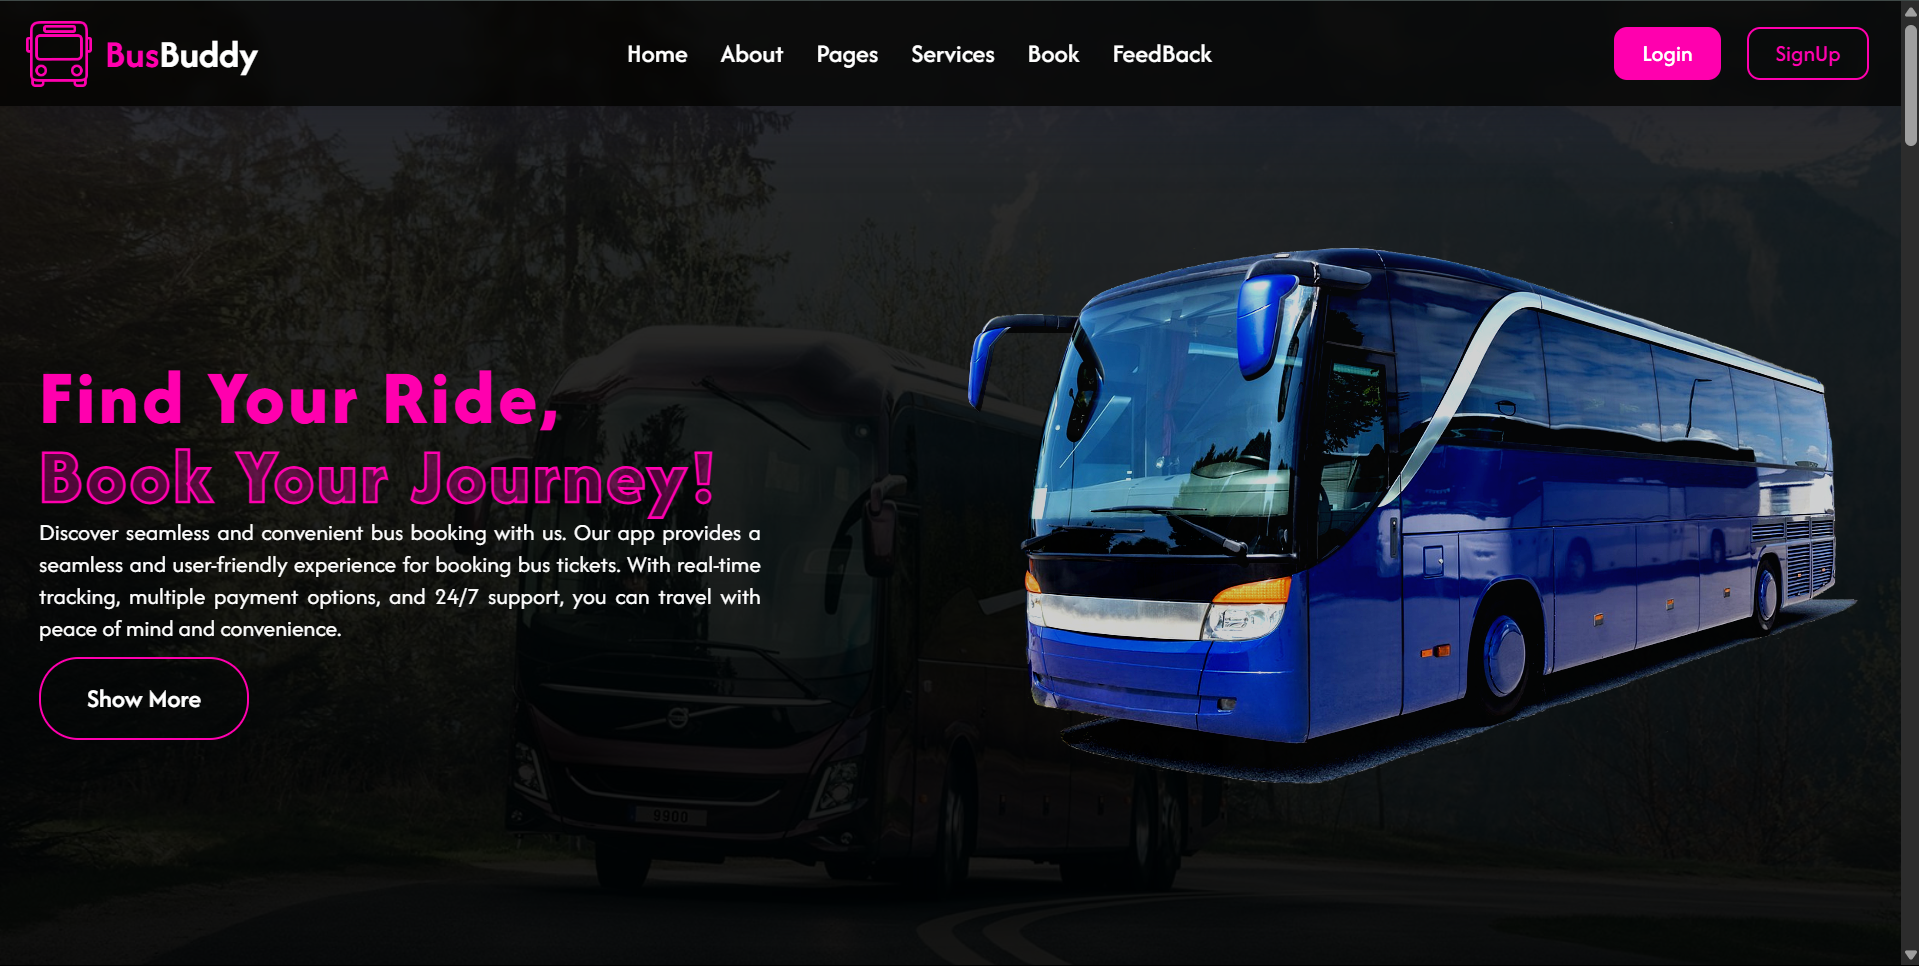 BusBuddy
Home About Pages Services Book FeedBack
Login SignUp
Find Your Ride,
Book Your Journey!
Discover seamless and convenient bus booking with us. Our app provides a
seamless and user-friendly experience for booking bus tickets. With real-time
tracking, multiple payment options, and 24/7 support, you can travel with
peace of mind and convenience.
Show More
9900